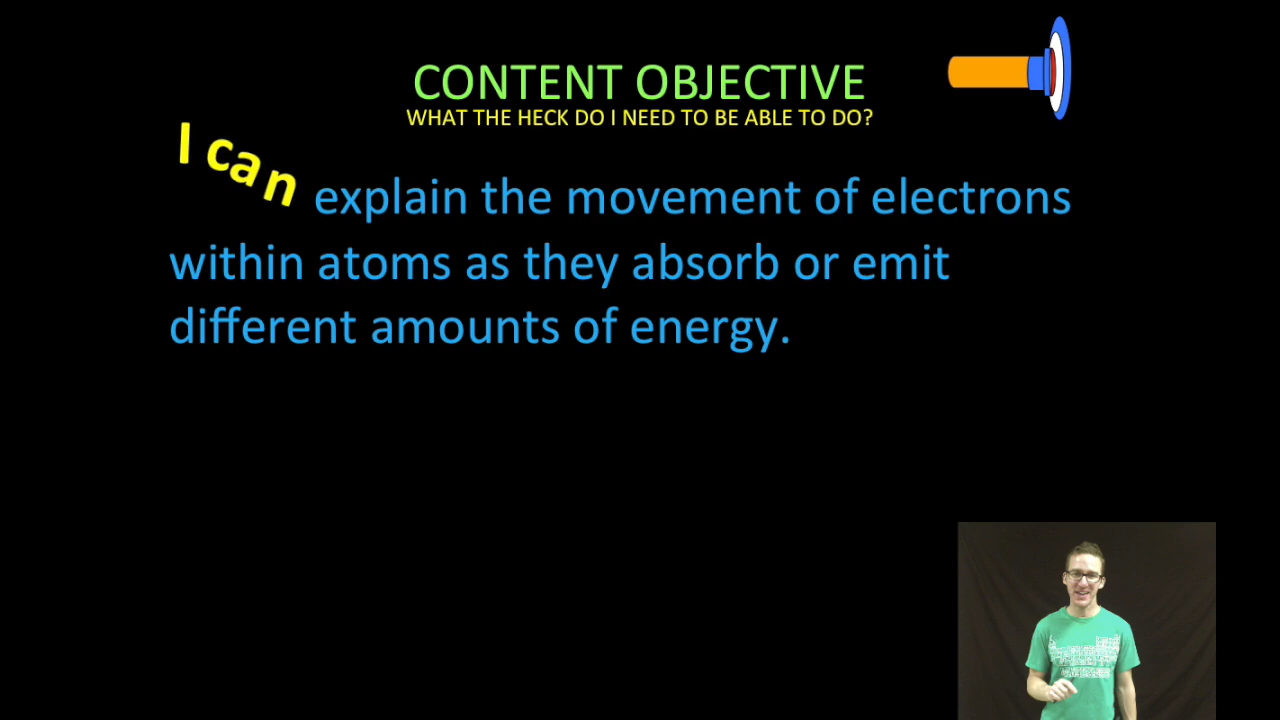 CONTENT OBJECTIVE
WHAT THE HECK DO I NEED TO BE ABLE TO DO?
I can explain the movement of electrons
within atoms as they absorb or emit
different amounts of energy.